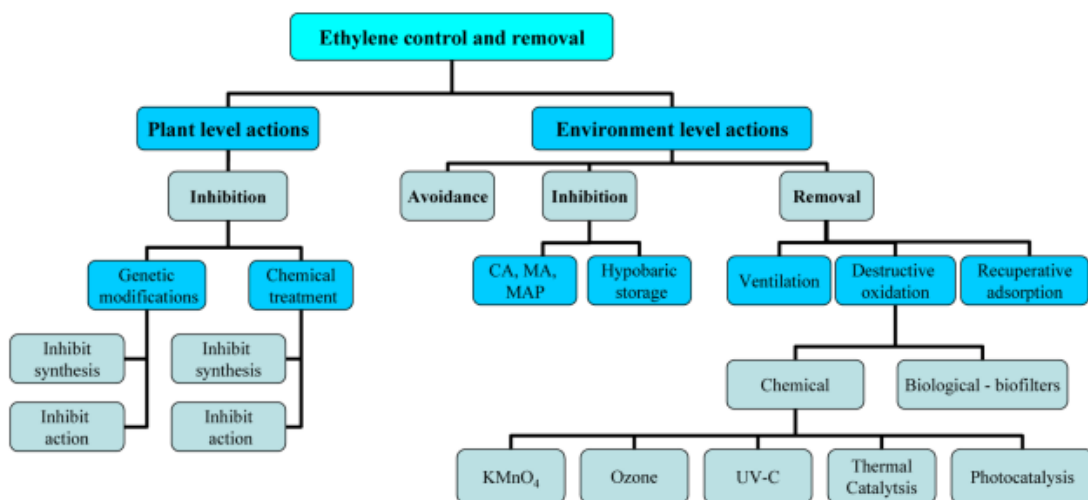 Ethylene control and removal
Plant level actions
Environment level actions
Inhibition
Avoidance
Inhibition
Removal
Genetic
modifications
Chemical
treatment
CA, MA,
MAP
Hypobaric
storage
Ventilation
Destructive
oxidation
Recuperative
adsorption
Inhibit
synthesis
Inhibit
synthesis
Inhibit
action
Inhibit
action
Chemical
Biological - biofilters
KMnO₄
Ozone
UV-C
Thermal
Catalytsis
Photocatalysis